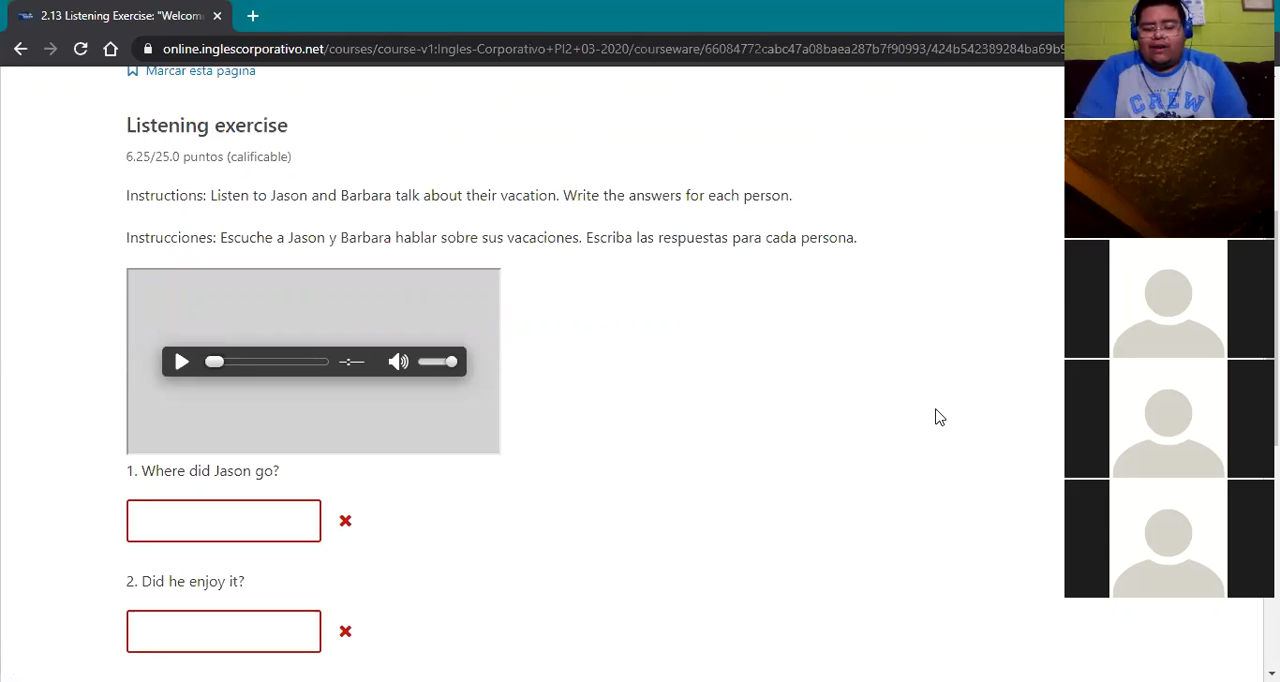 2.13 Listening Exercise: "Welcom
online.inglescorporativo.net/courses/course-v1:Ingles-Corporativo+PI2+03-2020/courseware/66084772cabc47a08baea287b7f90993/424b542389284ba69b9
Marcar esta página
Listening exercise
6.25/25.0 puntos (calificable)
Instructions: Listen to Jason and Barbara talk about their vacation. Write the answers for each person.
Instrucciones: Escuche a Jason y Barbara hablar sobre sus vacaciones. Escriba las respuestas para cada persona.
-:-
1. Where did Jason go?
2. Did he enjoy it?
CREW